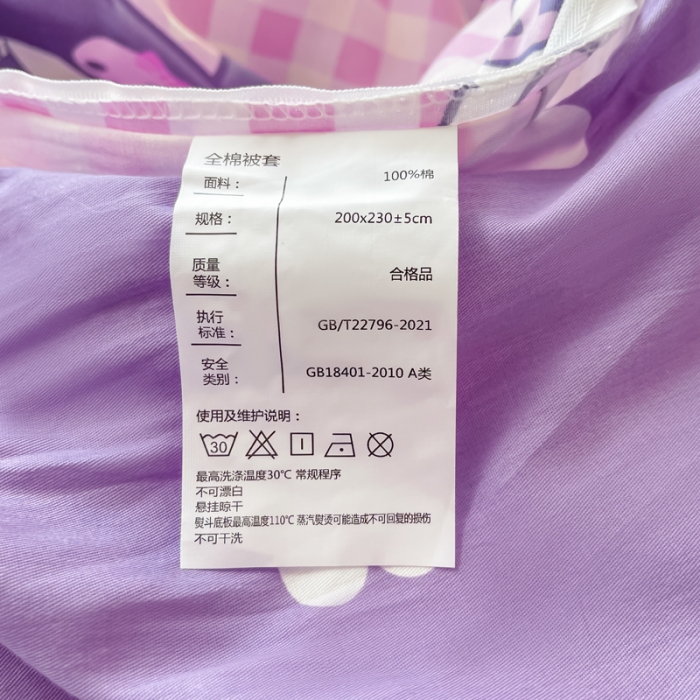 全棉被套
面料： 100%棉
规格： 200x230±5cm
质量
等级： 合格品
执行
标准： GB/T22796-2021
安全
类别： GB18401-2010 A类
使用及维护说明：
30
最高洗涤温度30℃ 常规程序
不可漂白
悬挂晾干
熨斗底板最高温度110℃ 蒸汽熨烫可能造成不可回复的损伤
不可干洗